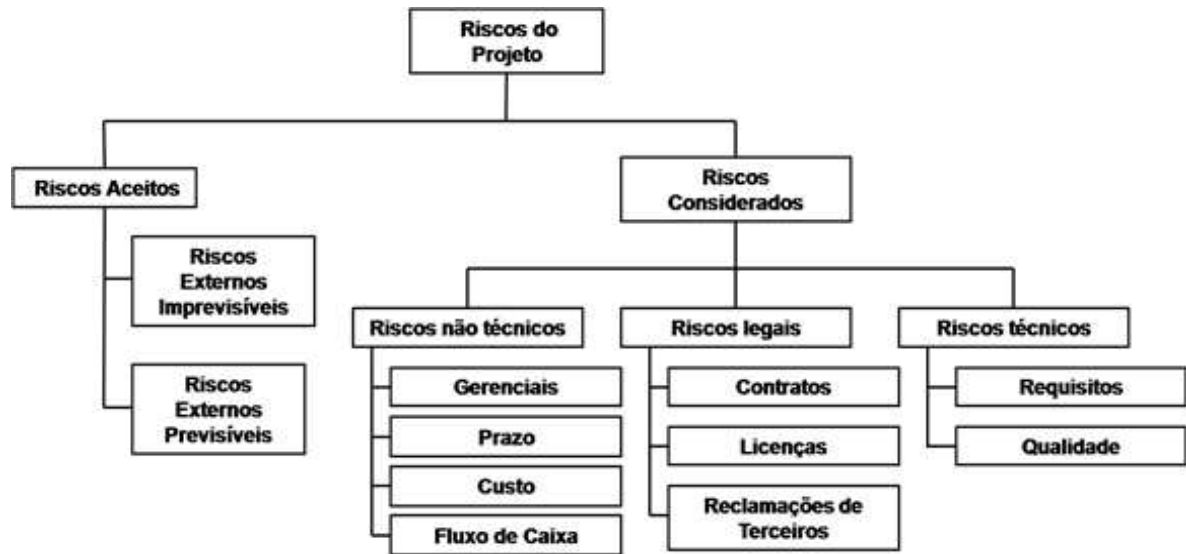 Riscos do
Projeto
Riscos Aceitos
Riscos
Considerados
Riscos
Externos
Imprevisíveis
Riscos
Externos
Previsíveis
Riscos não técnicos
Gerenciais
Prazo
Custo
Fluxo de Caixa
Riscos legais
Contratos
Licenças
Reclamações de
Terceiros
Riscos técnicos
Requisitos
Qualidade